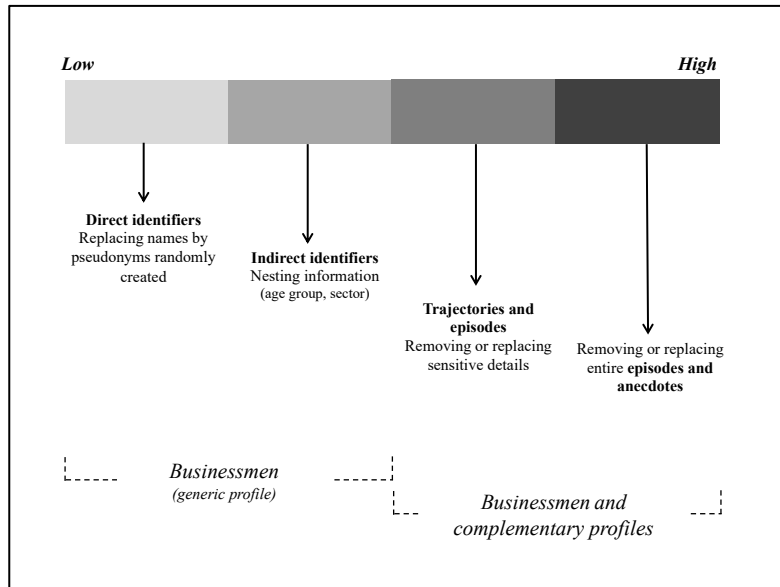 Low
High
Direct identifiers
Replacing names by
pseudonyms randomly
created
Indirect identifiers
Nesting information
(age group, sector)
Trajectories and
episodes
Removing or replacing
sensitive details
Removing or replacing
entire episodes and
anecdotes
Businessmen
(generic profile)
Businessmen and
complementary profiles